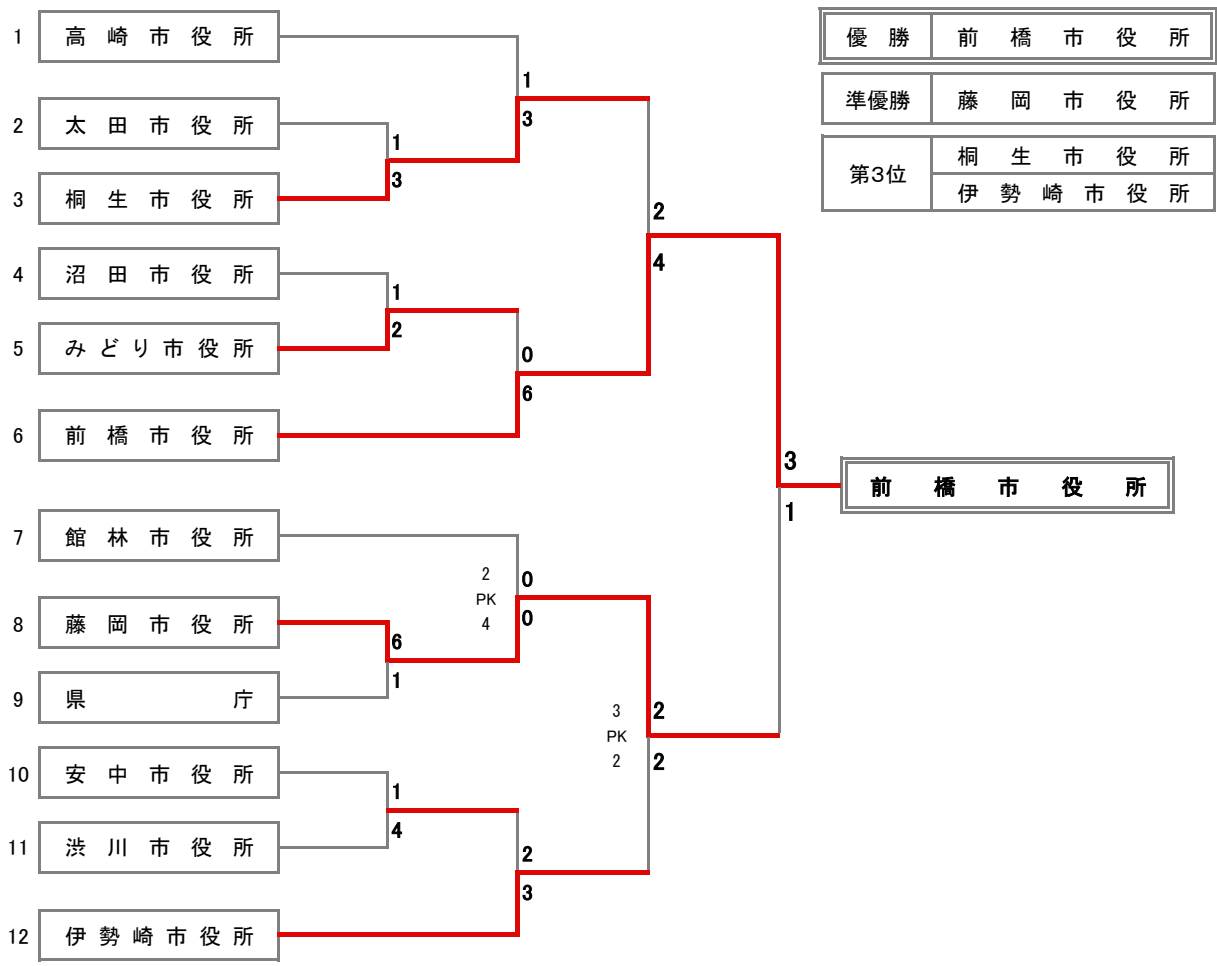 1 高崎市役所
優勝 前橋市役所
1
準優勝 藤岡市役所
2 太田市役所
3
1
第3位 桐生市役所
伊勢崎市役所
3
3 桐生市役所
2
4 沼田市役所
4
1
2
5 みどり市役所
0
6
6 前橋市役所
3
前橋市役所
1
7 館林市役所
2
PK
4
0
0
8 藤岡市役所
6
1
9 県庁
3
PK
2
2
2
10 安中市役所
1
4
11 渋川市役所
2
3
12 伊勢崎市役所